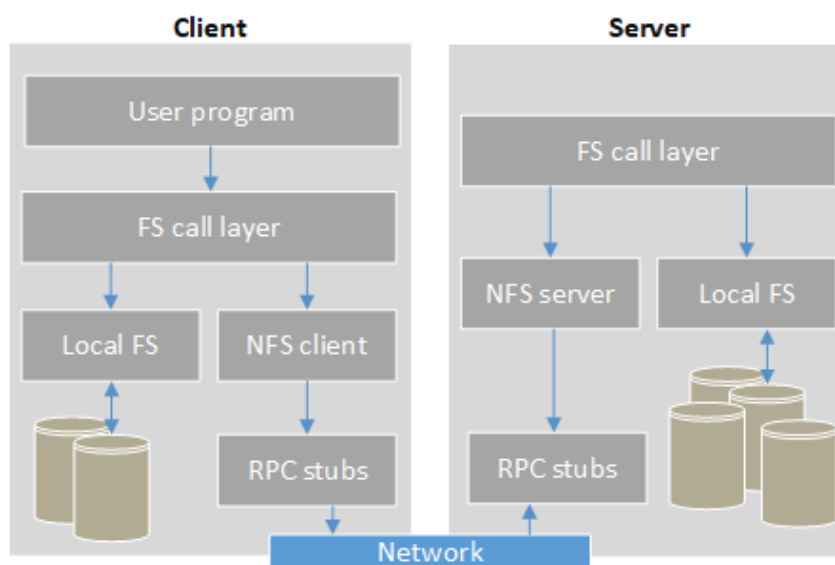 Client
User program
FS call layer
Local FS
NFS client
RPC stubs
Server
FS call layer
NFS server
Local FS
RPC stubs
Network